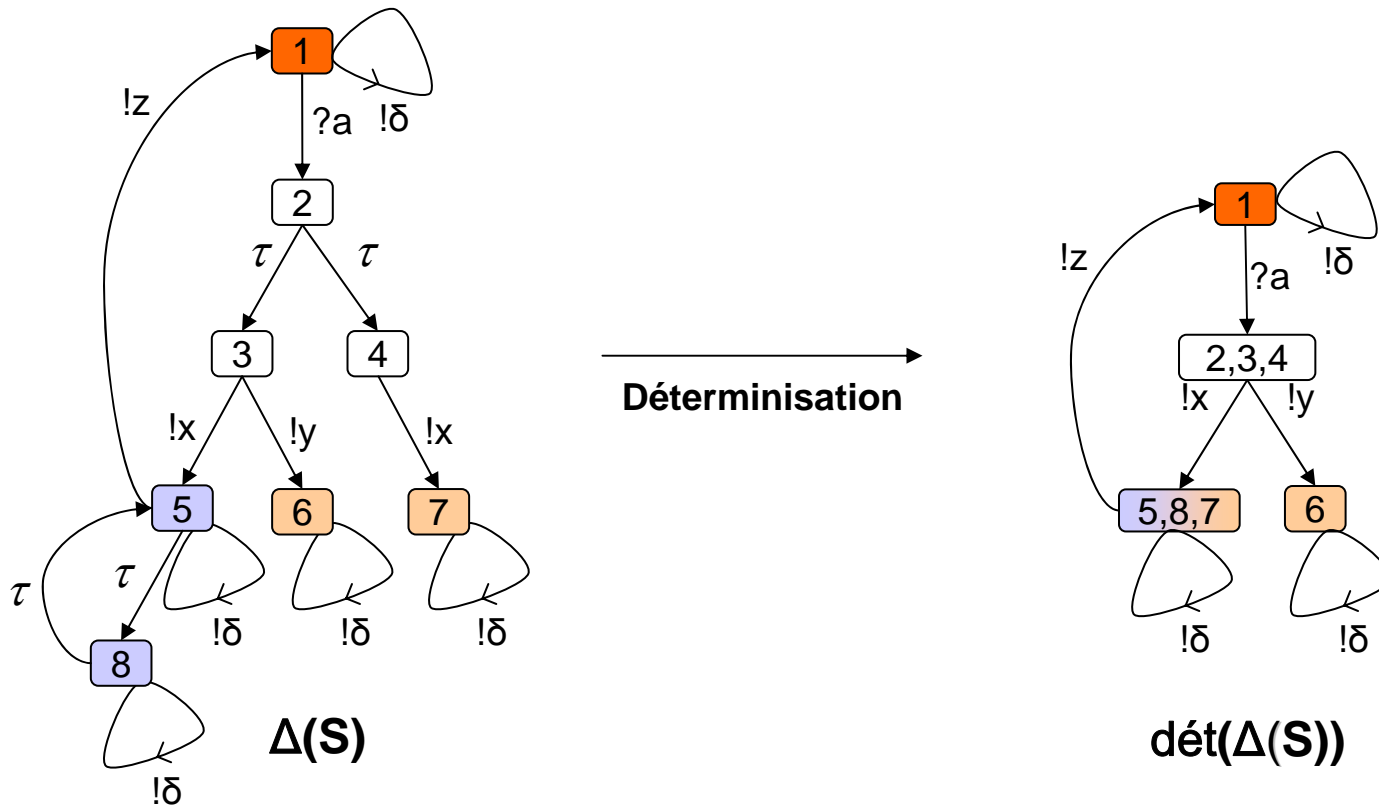 1
!z
!δ
?a
2
τ
τ
3
4
!x
!y
!x
5
6
7
τ
τ
!δ
!δ
!δ
8
Δ(S)
!δ
Déterminisation
1
!z
!δ
?a
2,3,4
!x
!y
5,8,7
6
!δ
!δ
dét(Δ(S))